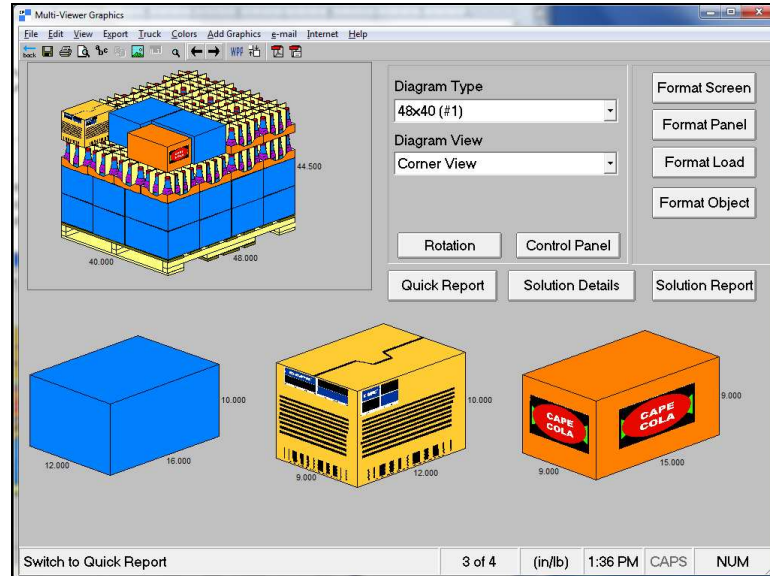 Multi-Viewer Graphics
File Edit View Export Truck Colors Add Graphics e-mail Internet Help
back WPF
Diagram Type
48x40 (#1)
Diagram View
Corner View
Rotation Control Panel
Format Screen
Format Panel
Format Load
Format Object
Quick Report Solution Details Solution Report
44.500
40.000 48.000
10.000
12.000 16.000
10.000
9.000 12.000
CAPE
COLA
CAPE
COLA
9.000
9.000 15.000
Switch to Quick Report 3 of 4 (in/lb) 1:36 PM CAPS NUM